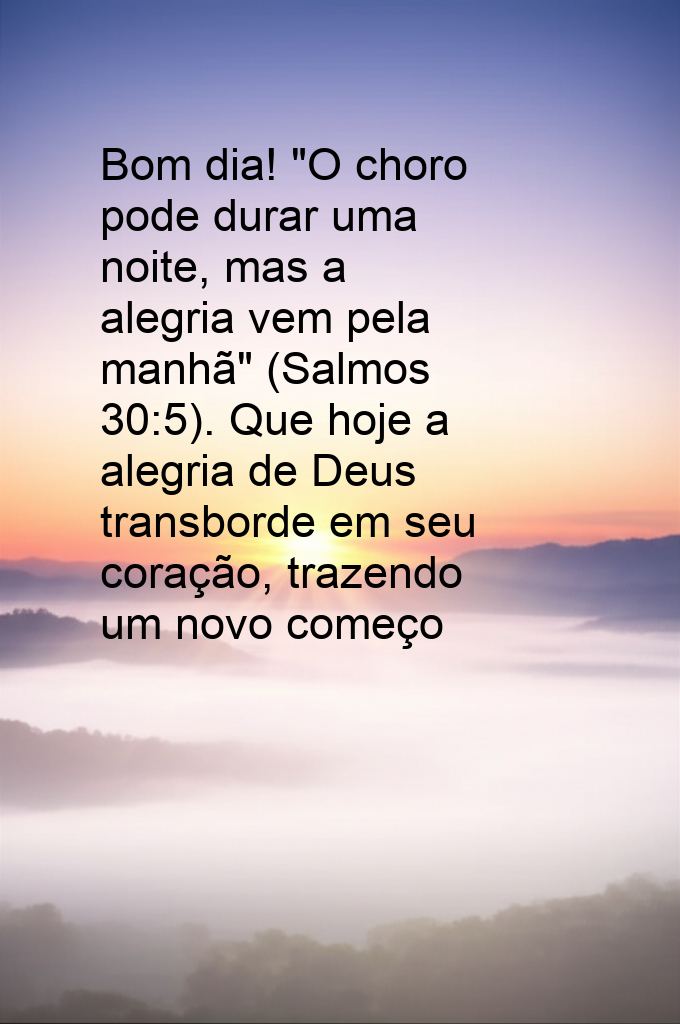 Bom dia! "O choro
pode durar uma
noite, mas a
alegria vem pela
manhã" (Salmos
30:5). Que hoje a
alegria de Deus
transborde em seu
coração, trazendo
um novo começo